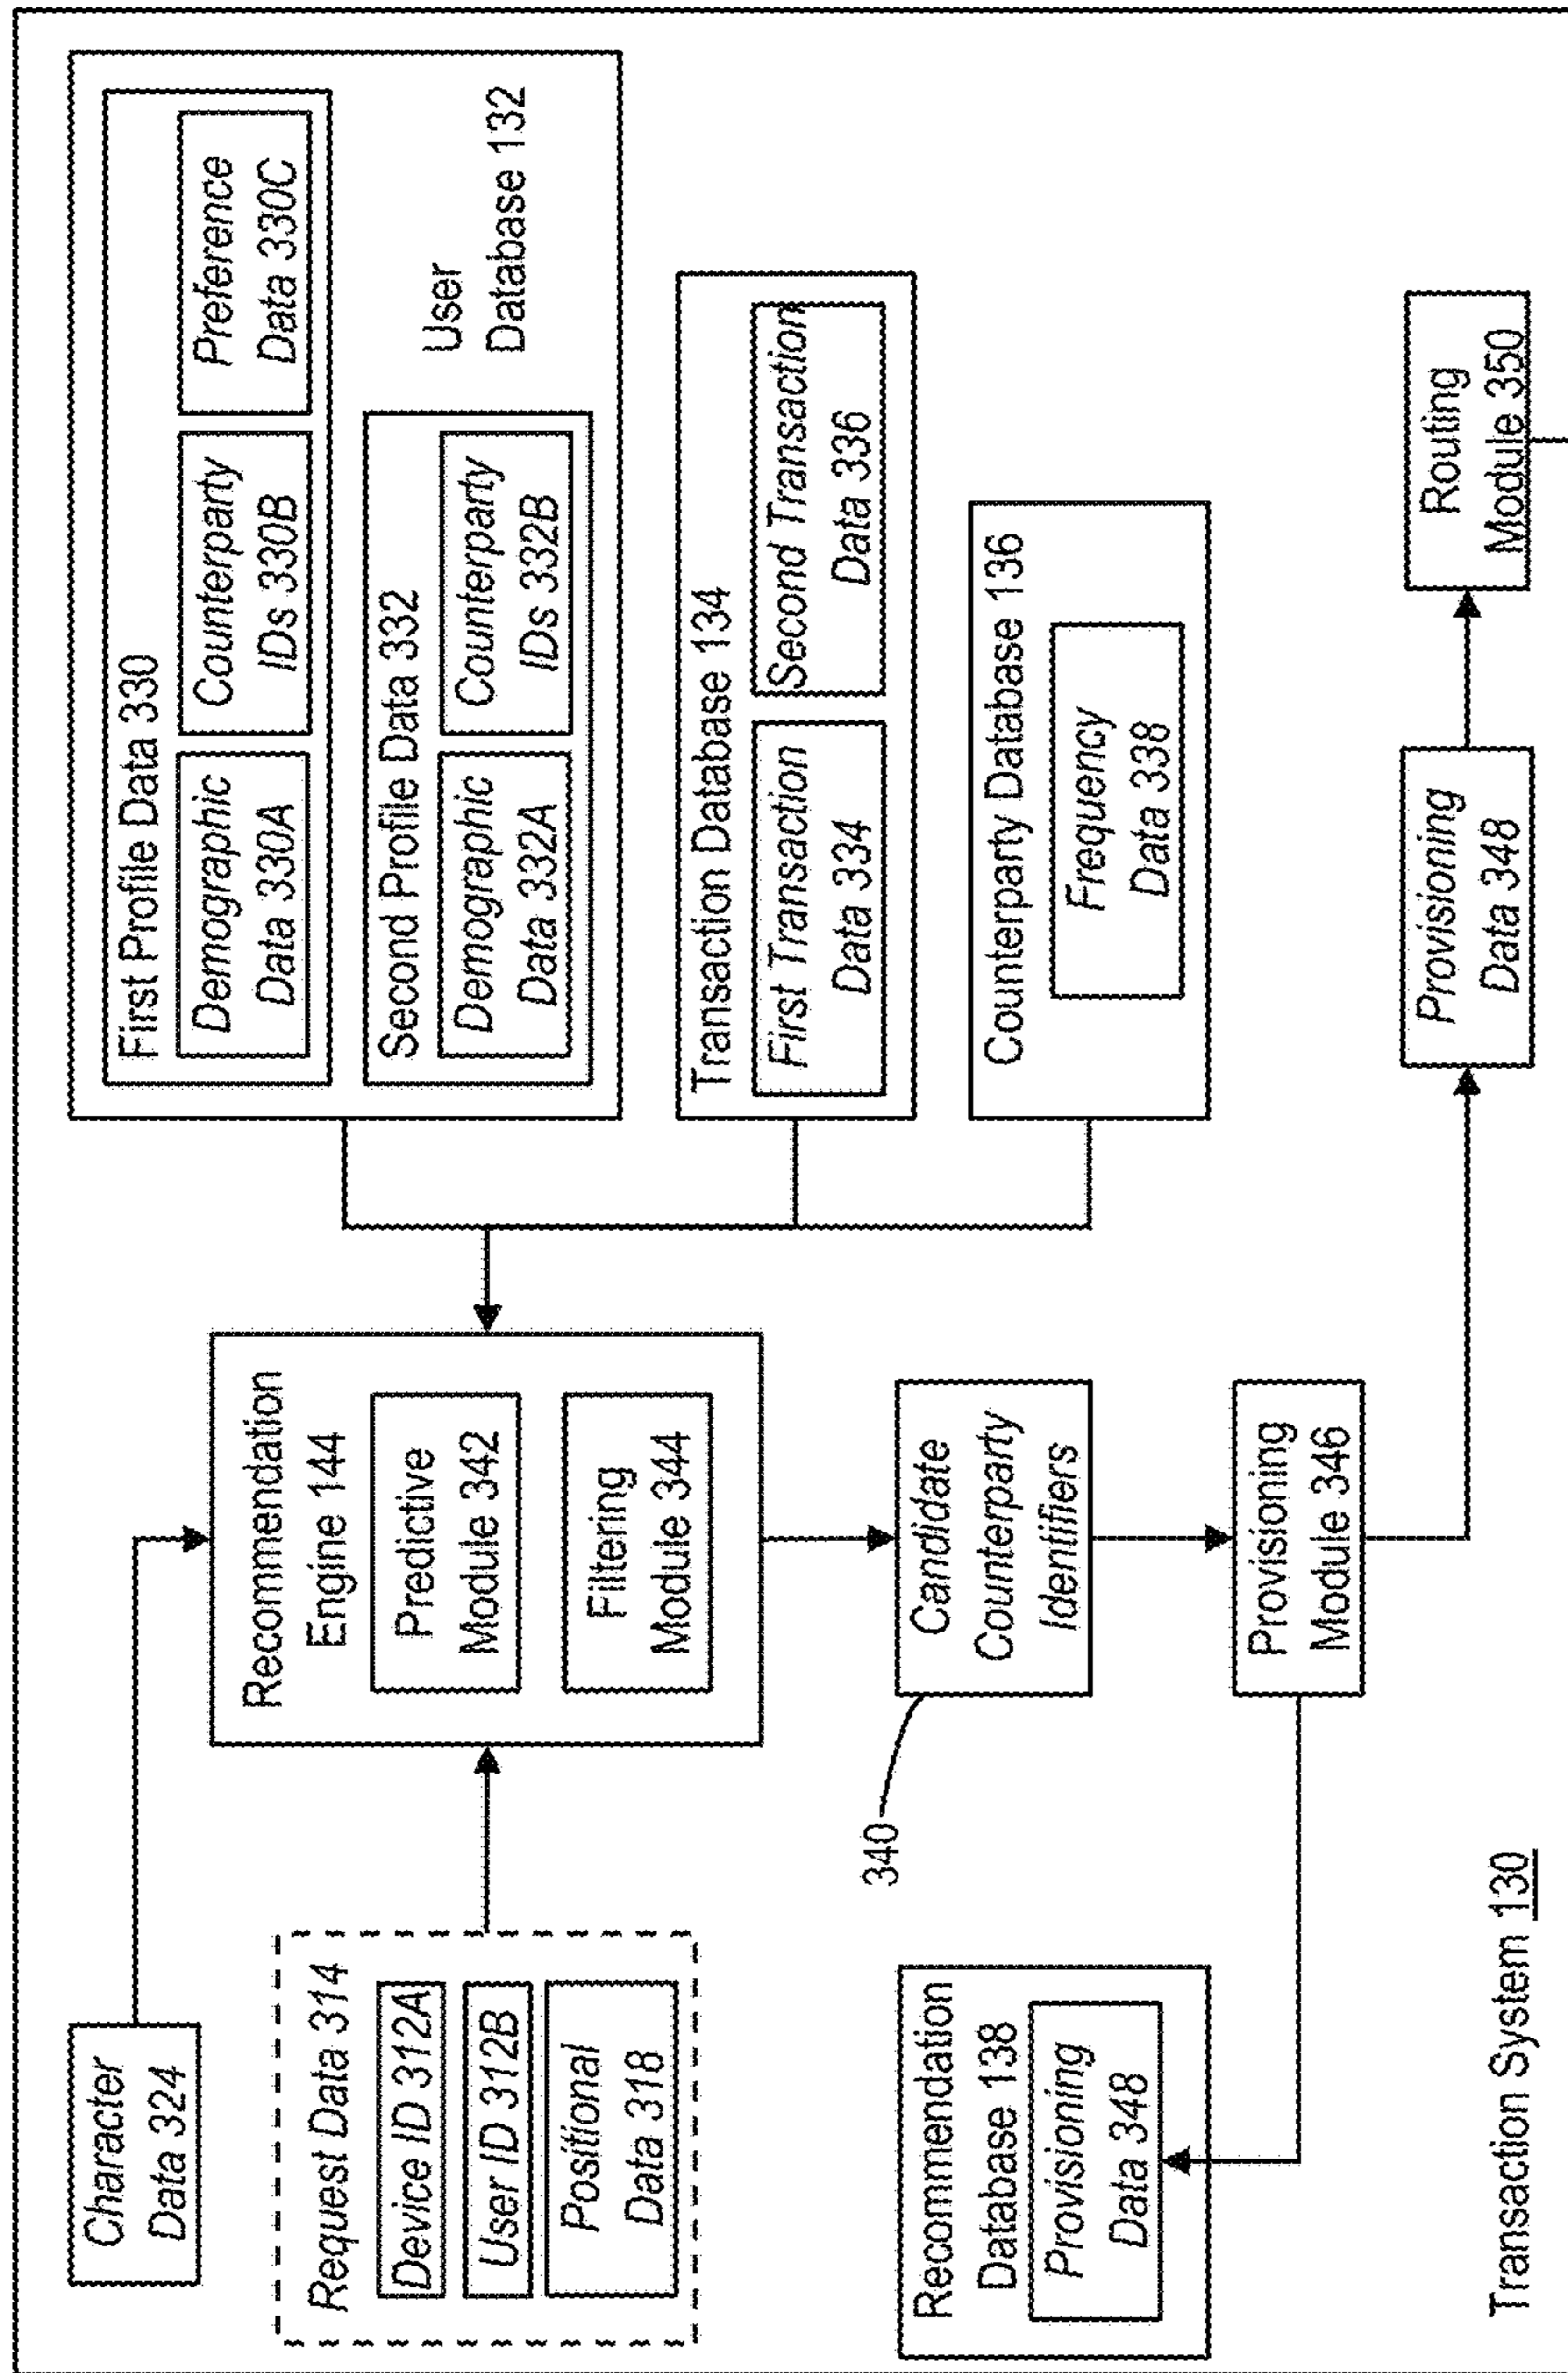 Character
Data 324
Request Data 314
Device ID 312A
User ID 312B
Positional
Data 318
Recommendation
Engine 144
Predictive
Module 342
Filtering
Module 344
First Profile Data 330
Demographic
Data 330A
Counterparty
IDs 330B
Preference
Data 330C
Second Profile Data 332
Demographic
Data 332A
Counterparty
IDs 332B
User
Database 132
Transaction Database 134
First Transaction
Data 334
Second Transaction
Data 336
Counterparty Database 136
Frequency
Data 338
340
Candidate
Counterparty
Identifiers
Recommendation
Database 138
Provisioning
Data 348
Provisioning
Module 346
Provisioning
Data 348
Routing
Module 350
Transaction System 130